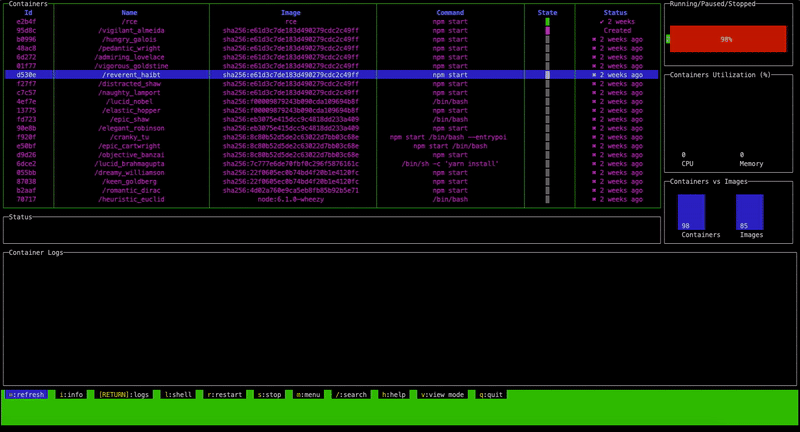 Containers
Id Name Image Command State Status
e2b4f /rce rce npm start ✔ 2 weeks
95d8c /vigilant_almeida sha256:e61d3c7de183d490279cdc2c49ff npm start Created
b0996 /hungry_galois sha256:e61d3c7de183d490279cdc2c49ff npm start ✖ 2 weeks ago
48ac8 /pedantic_wright sha256:e61d3c7de183d490279cdc2c49ff npm start ✖ 2 weeks ago
6d272 /admiring_lovelace sha256:e61d3c7de183d490279cdc2c49ff npm start ✖ 2 weeks ago
81f77 /vigorous_goldstine sha256:e61d3c7de183d490279cdc2c49ff npm start ✖ 2 weeks ago
d530e /reverent_haibt sha256:e61d3c7de183d490279cdc2c49ff npm start ✖ 2 weeks ago
f27f7 /distracted_shaw sha256:e61d3c7de183d490279cdc2c49ff npm start ✖ 2 weeks ago
c7c57 /naughty_lamport sha256:e61d3c7de183d490279cdc2c49ff npm start ✖ 2 weeks ago
4ef7e /lucid_nobel sha256:f00009879243b090cda109694b8f /bin/bash ✖ 2 weeks ago
13775 /elastic_hopper sha256:f00009879243b090cda109694b8f /bin/bash ✖ 2 weeks ago
fd723 /epic_shaw sha256:eb3075e413915c9c4818dd233a409 /bin/bash ✖ 2 weeks ago
90e8b /elegant_robinson sha256:eb3075e413915c9c4818dd233a409 npm start ✖ 2 weeks ago
f920f /cranky_tu sha256:8c80b52d5de2c63022d7bb03c68e npm start /bin/bash --entrypoi ✖ 2 weeks ago
e50bf /epic_cartwright sha256:8c80b52d5de2c63022d7bb03c68e npm start /bin/bash ✖ 2 weeks ago
d9d26 /objective_banzai sha256:8c80b52d5de2c63022d7bb03c68e npm start ✖ 2 weeks ago
6dce2 /lucid_brahmagupta sha256:7c777e6de70fbf0c296f5876161c /bin/sh -c 'yarn install' ✖ 2 weeks ago
055bb /dreamy_williamson sha256:22f0605ec0b74bd4f20b1e4120fc npm start ✖ 2 weeks ago
87038 /keen_goldberg sha256:22f0605ec0b74bd4f20b1e4120fc npm start ✖ 2 weeks ago
b2aaf /romantic_dirac sha256:4d02a760e9ca5eb8fb85b92b5e71 npm start ✖ 2 weeks ago
70717 /heuristic_euclid node:6.1.0-wheezy /bin/bash ✖ 2 weeks ago
Running/Paused/Stopped
98%
Containers Utilization (%)
0 0
CPU Memory
Containers vs Images
98 85
Containers Images
Status
Container Logs
=:refresh i:info [RETURN]:logs l:shell r:restart s:stop m:menu /:search h:help v:view mode q:quit